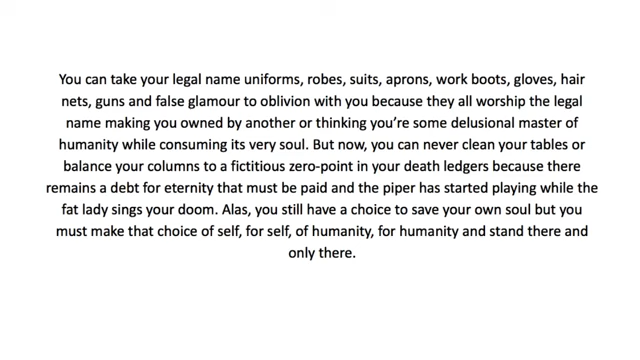 You can take your legal name uniforms, robes, suits, aprons, work boots, gloves, hair
nets, guns and false glamour to oblivion with you because they all worship the legal
name making you owned by another or thinking you're some delusional master of
humanity while consuming its very soul. But now, you can never clean your tables or
balance your columns to a fictitious zero-point in your death ledgers because there
remains a debt for eternity that must be paid and the piper has started playing while the
fat lady sings your doom. Alas, you still have a choice to save your own soul but you
must make that choice of self, for self, of humanity, for humanity and stand there and
only there.